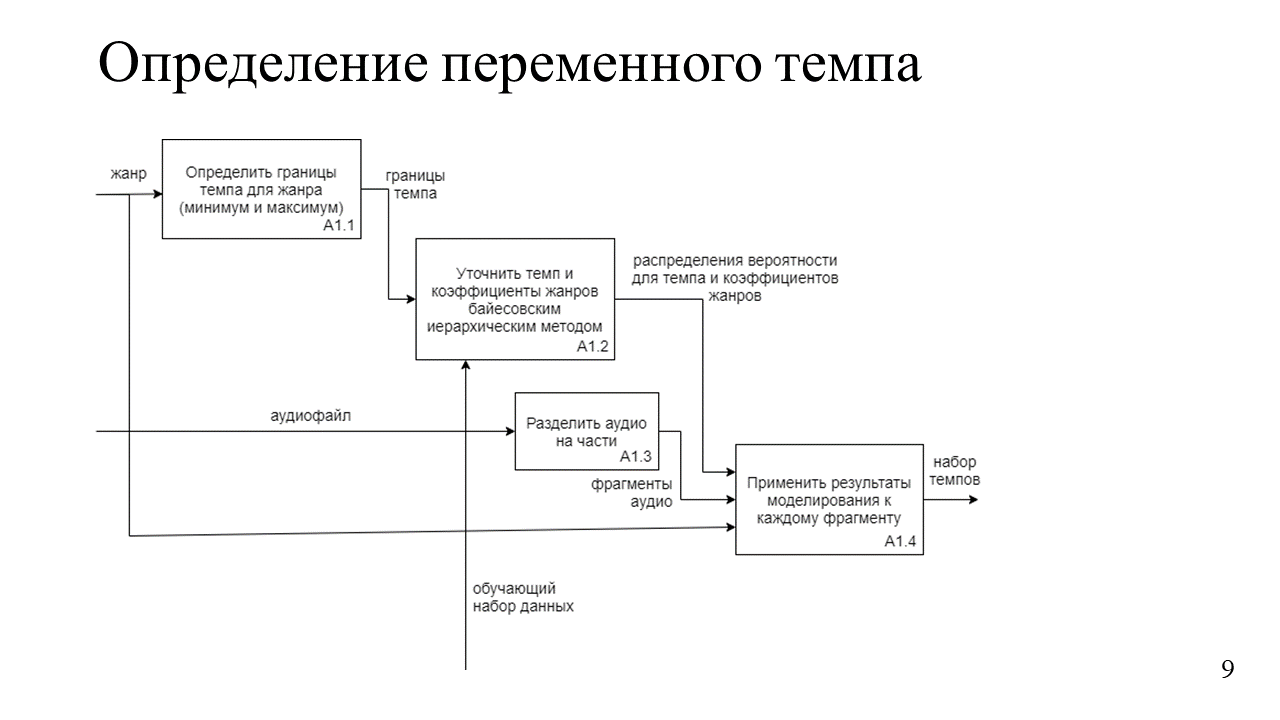 Определение переменного темпа
жанр
Определить границы
темпа для жанра
(минимум и максимум)
A1.1
границы
темпа
Уточнить темп и
коэффициенты жанров
байесовским
иерархическим методом
A1.2
распределения вероятности
для темпа и коэффициентов
жанров
аудиофайл
Разделить аудио
на части
A1.3
фрагменты
аудио
Применить результаты
моделирования к
каждому фрагменту
A1.4
набор
темпов
обучающий
набор данных
9